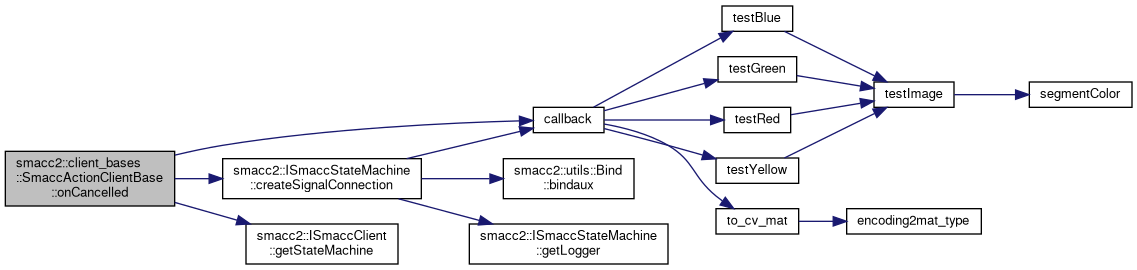 smacc2::client_bases
::SmaccActionClientBase
::onCancelled
smacc2::ISmaccStateMachine
::createSignalConnection
smacc2::ISmaccClient
::getStateMachine
callback
smacc2::utils::Bind
::bindaux
smacc2::ISmaccStateMachine
::getLogger
testBlue
testGreen
testRed
testYellow
to_cv_mat
testImage
encoding2mat_type
segmentColor